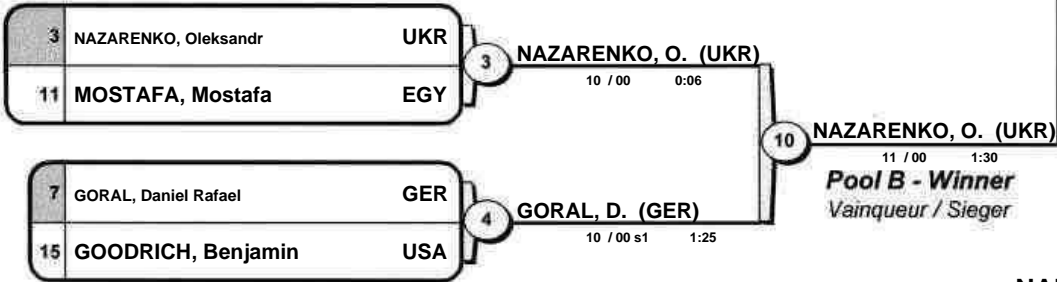 3 NAZARENKO, Oleksandr UKR
11 MOSTAFA, Mostafa EGY
3
NAZARENKO, O. (UKR)
10 / 00 0:06
7 GORAL, Daniel Rafael GER
15 GOODRICH, Benjamin USA
4
GORAL, D. (GER)
10 / 00 s1 1:25
10
NAZARENKO, O. (UKR)
11 / 00 1:30
Pool B - Winner
Vainqueur / Sieger